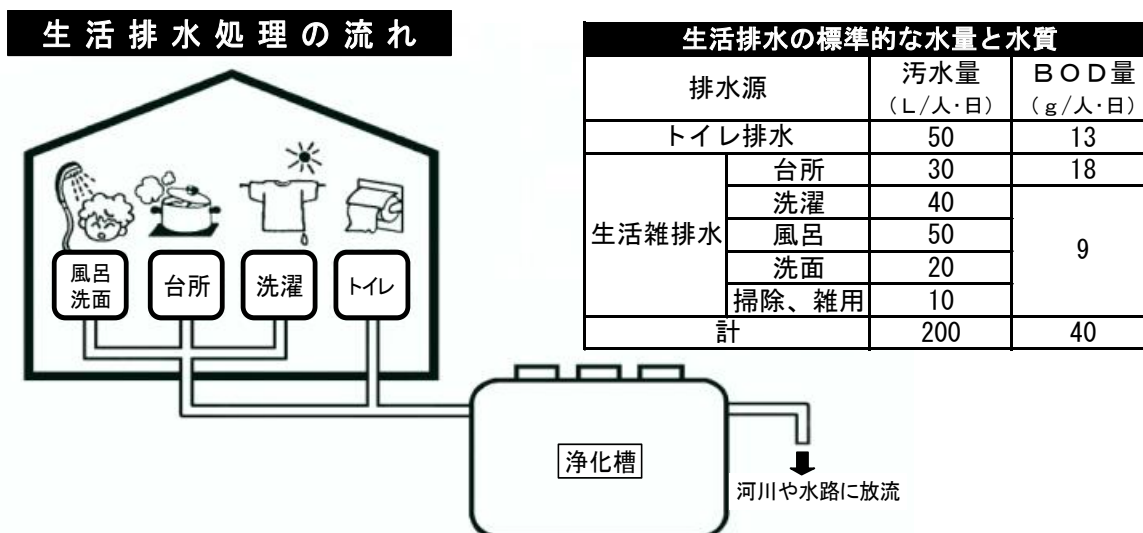 生活排水処理の流れ
風呂
洗面
台所
洗濯
トイレ
浄化槽
河川や水路に放流
生活排水の標準的な水量と水質
排水源 汚水量 BOD量
(L/人・日) (g/人・日)
トイレ排水 50 13
生活雑排水 台所 30 18
洗濯 40
風呂 50
洗面 20
掃除、雑用 10
9
計 200 40